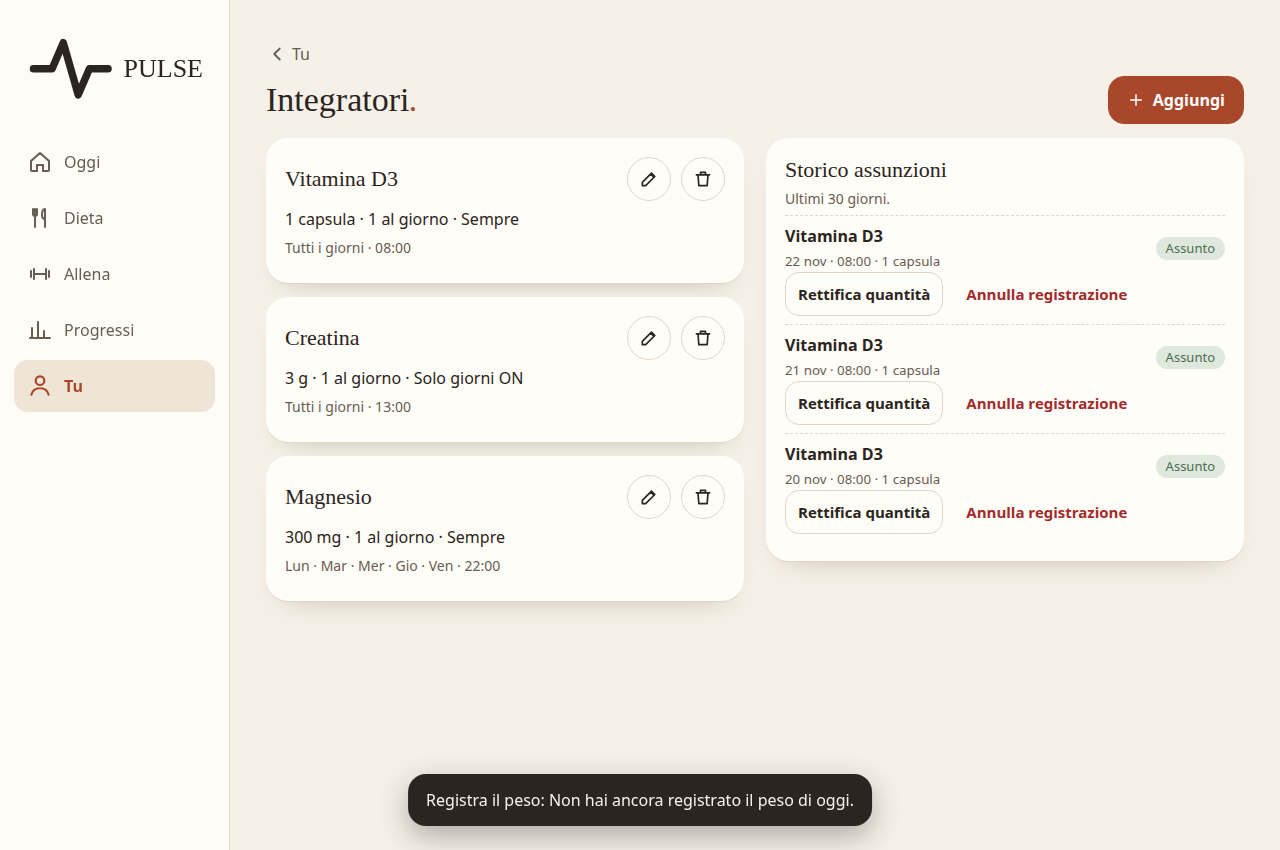 PULSE
Oggi
Dieta
Allena
Progressi
Tu
Tu
Integratori.
Aggiungi
Vitamina D3
1 capsula · 1 al giorno · Sempre
Tutti i giorni · 08:00
Creatina
3 g · 1 al giorno · Solo giorni ON
Tutti i giorni · 13:00
Magnesio
300 mg · 1 al giorno · Sempre
Lun · Mar · Mer · Gio · Ven · 22:00
Storico assunzioni
Ultimi 30 giorni.
Vitamina D3
Assunto
22 nov · 08:00 · 1 capsula
Rettifica quantità Annulla registrazione
Vitamina D3
Assunto
21 nov · 08:00 · 1 capsula
Rettifica quantità Annulla registrazione
Vitamina D3
Assunto
20 nov · 08:00 · 1 capsula
Rettifica quantità Annulla registrazione
Registra il peso: Non hai ancora registrato il peso di oggi.